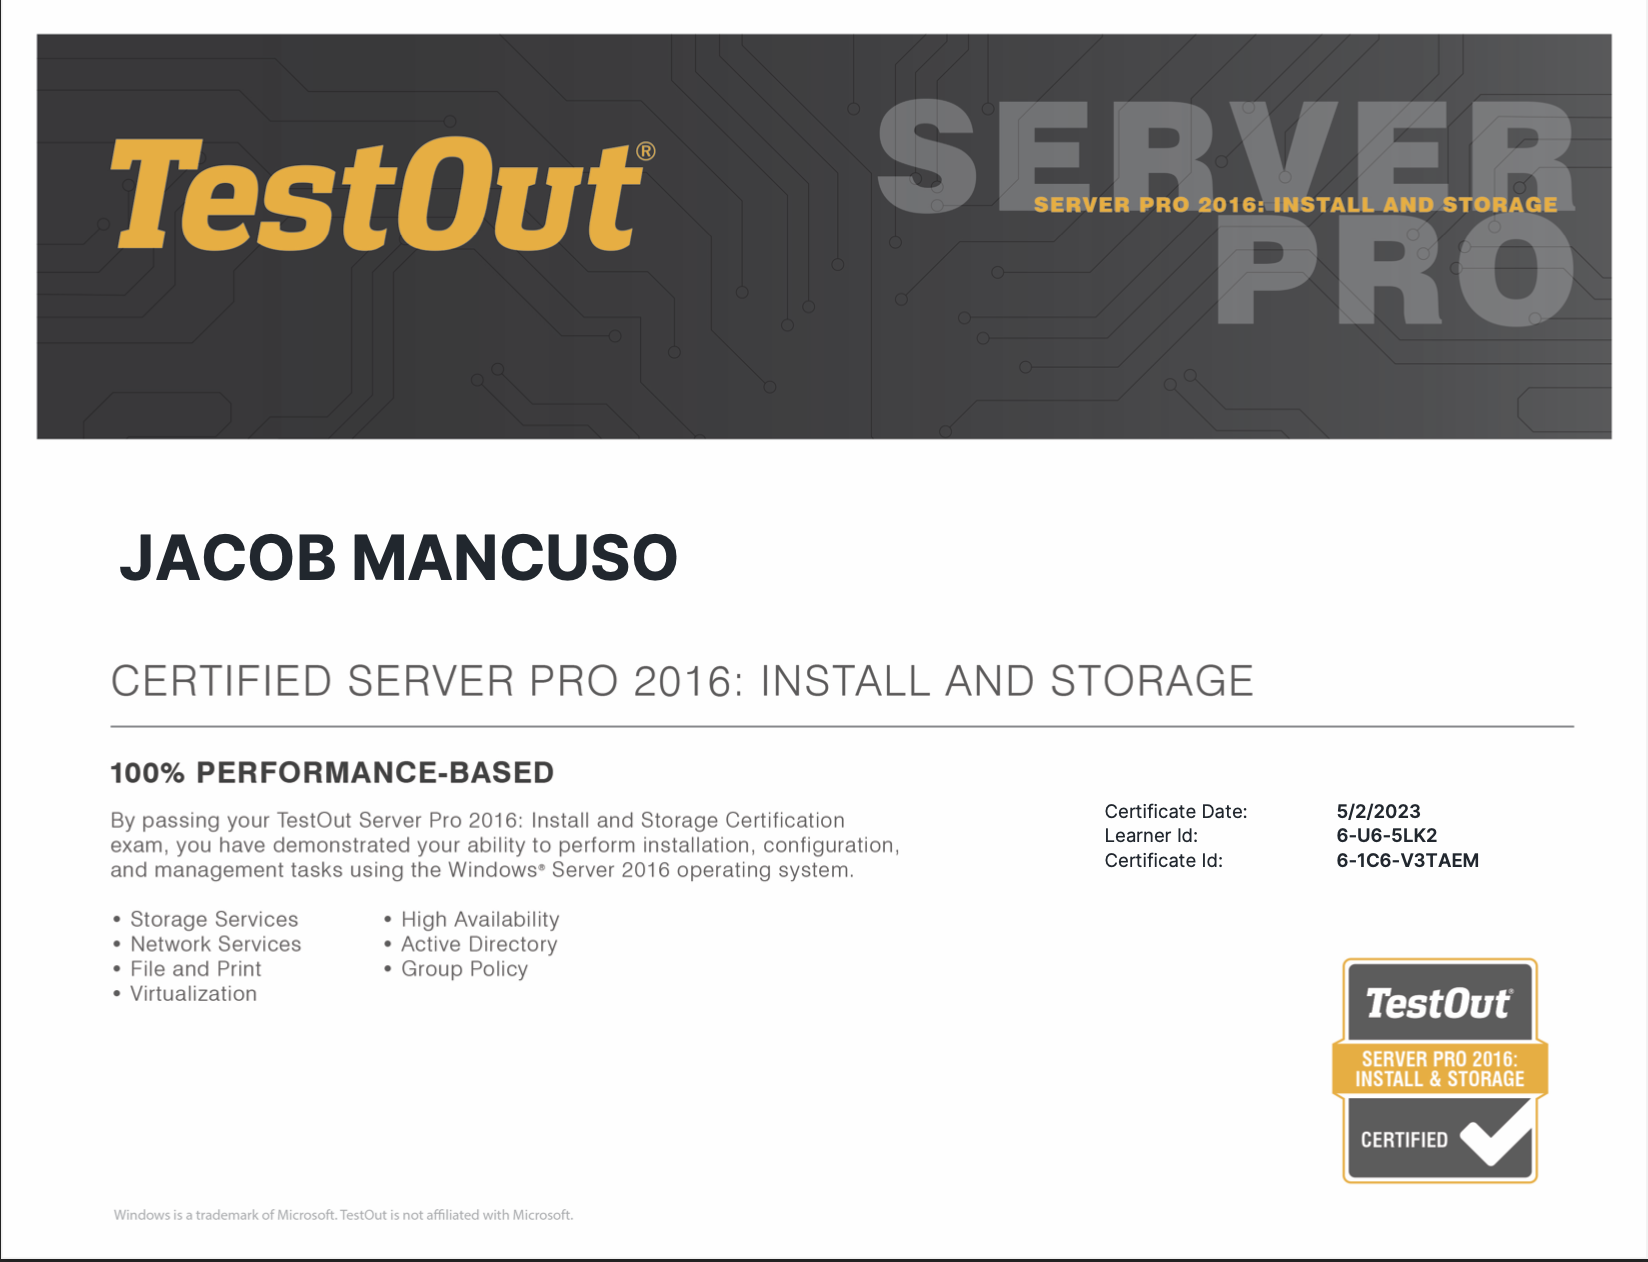 TestOut®
SERVER
SERVER PRO 2016: INSTALL AND STORAGE
PRO
JACOB MANCUSO
CERTIFIED SERVER PRO 2016: INSTALL AND STORAGE
100% PERFORMANCE-BASED
By passing your TestOut Server Pro 2016: Install and Storage Certification
exam, you have demonstrated your ability to perform installation, configuration,
and management tasks using the Windows® Server 2016 operating system.
• Storage Services
• Network Services
• File and Print
• Virtualization
• High Availability
• Active Directory
• Group Policy
Certificate Date: 5/2/2023
Learner Id: 6-U6-5LK2
Certificate Id: 6-1C6-V3TAEM
TestOut®
SERVER PRO 2016:
INSTALL & STORAGE
CERTIFIED
Windows is a trademark of Microsoft. TestOut is not affiliated with Microsoft.